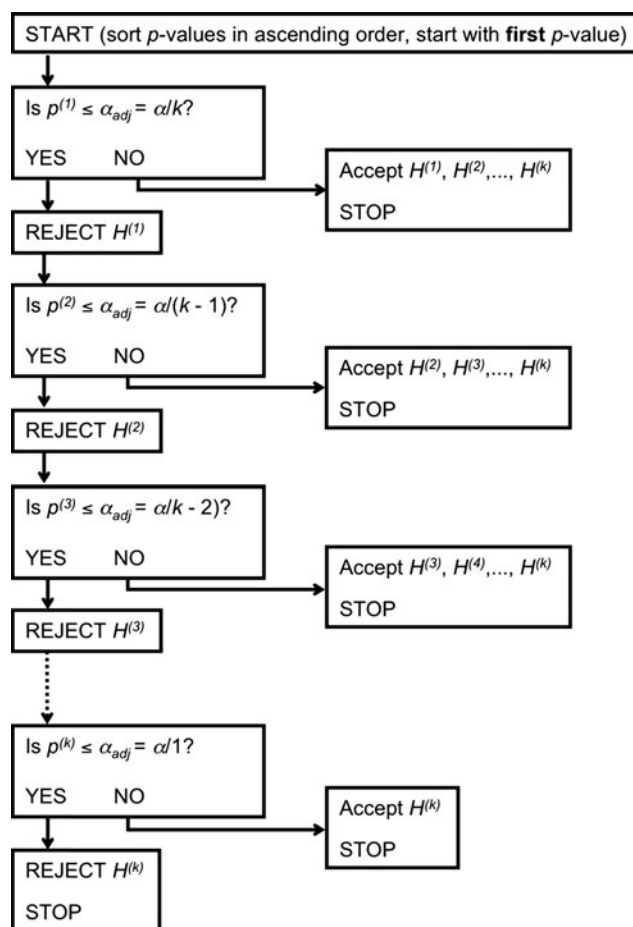 START (sort p-values in ascending order, start with first p-value)
Is p⁽¹⁾ ≤ αadj = α/k?
YES NO
Accept H⁽¹⁾, H⁽²⁾,..., H⁽ᵏ⁾
STOP
REJECT H⁽¹⁾
Is p⁽²⁾ ≤ αadj = α/(k - 1)?
YES NO
Accept H⁽²⁾, H⁽³⁾,..., H⁽ᵏ⁾
STOP
REJECT H⁽²⁾
Is p⁽³⁾ ≤ αadj = α/k - 2)?
YES NO
Accept H⁽³⁾, H⁽⁴⁾,..., H⁽ᵏ⁾
STOP
REJECT H⁽³⁾
Is p⁽ᵏ⁾ ≤ αadj = α/1?
YES NO
Accept H⁽ᵏ⁾
STOP
REJECT H⁽ᵏ⁾
STOP